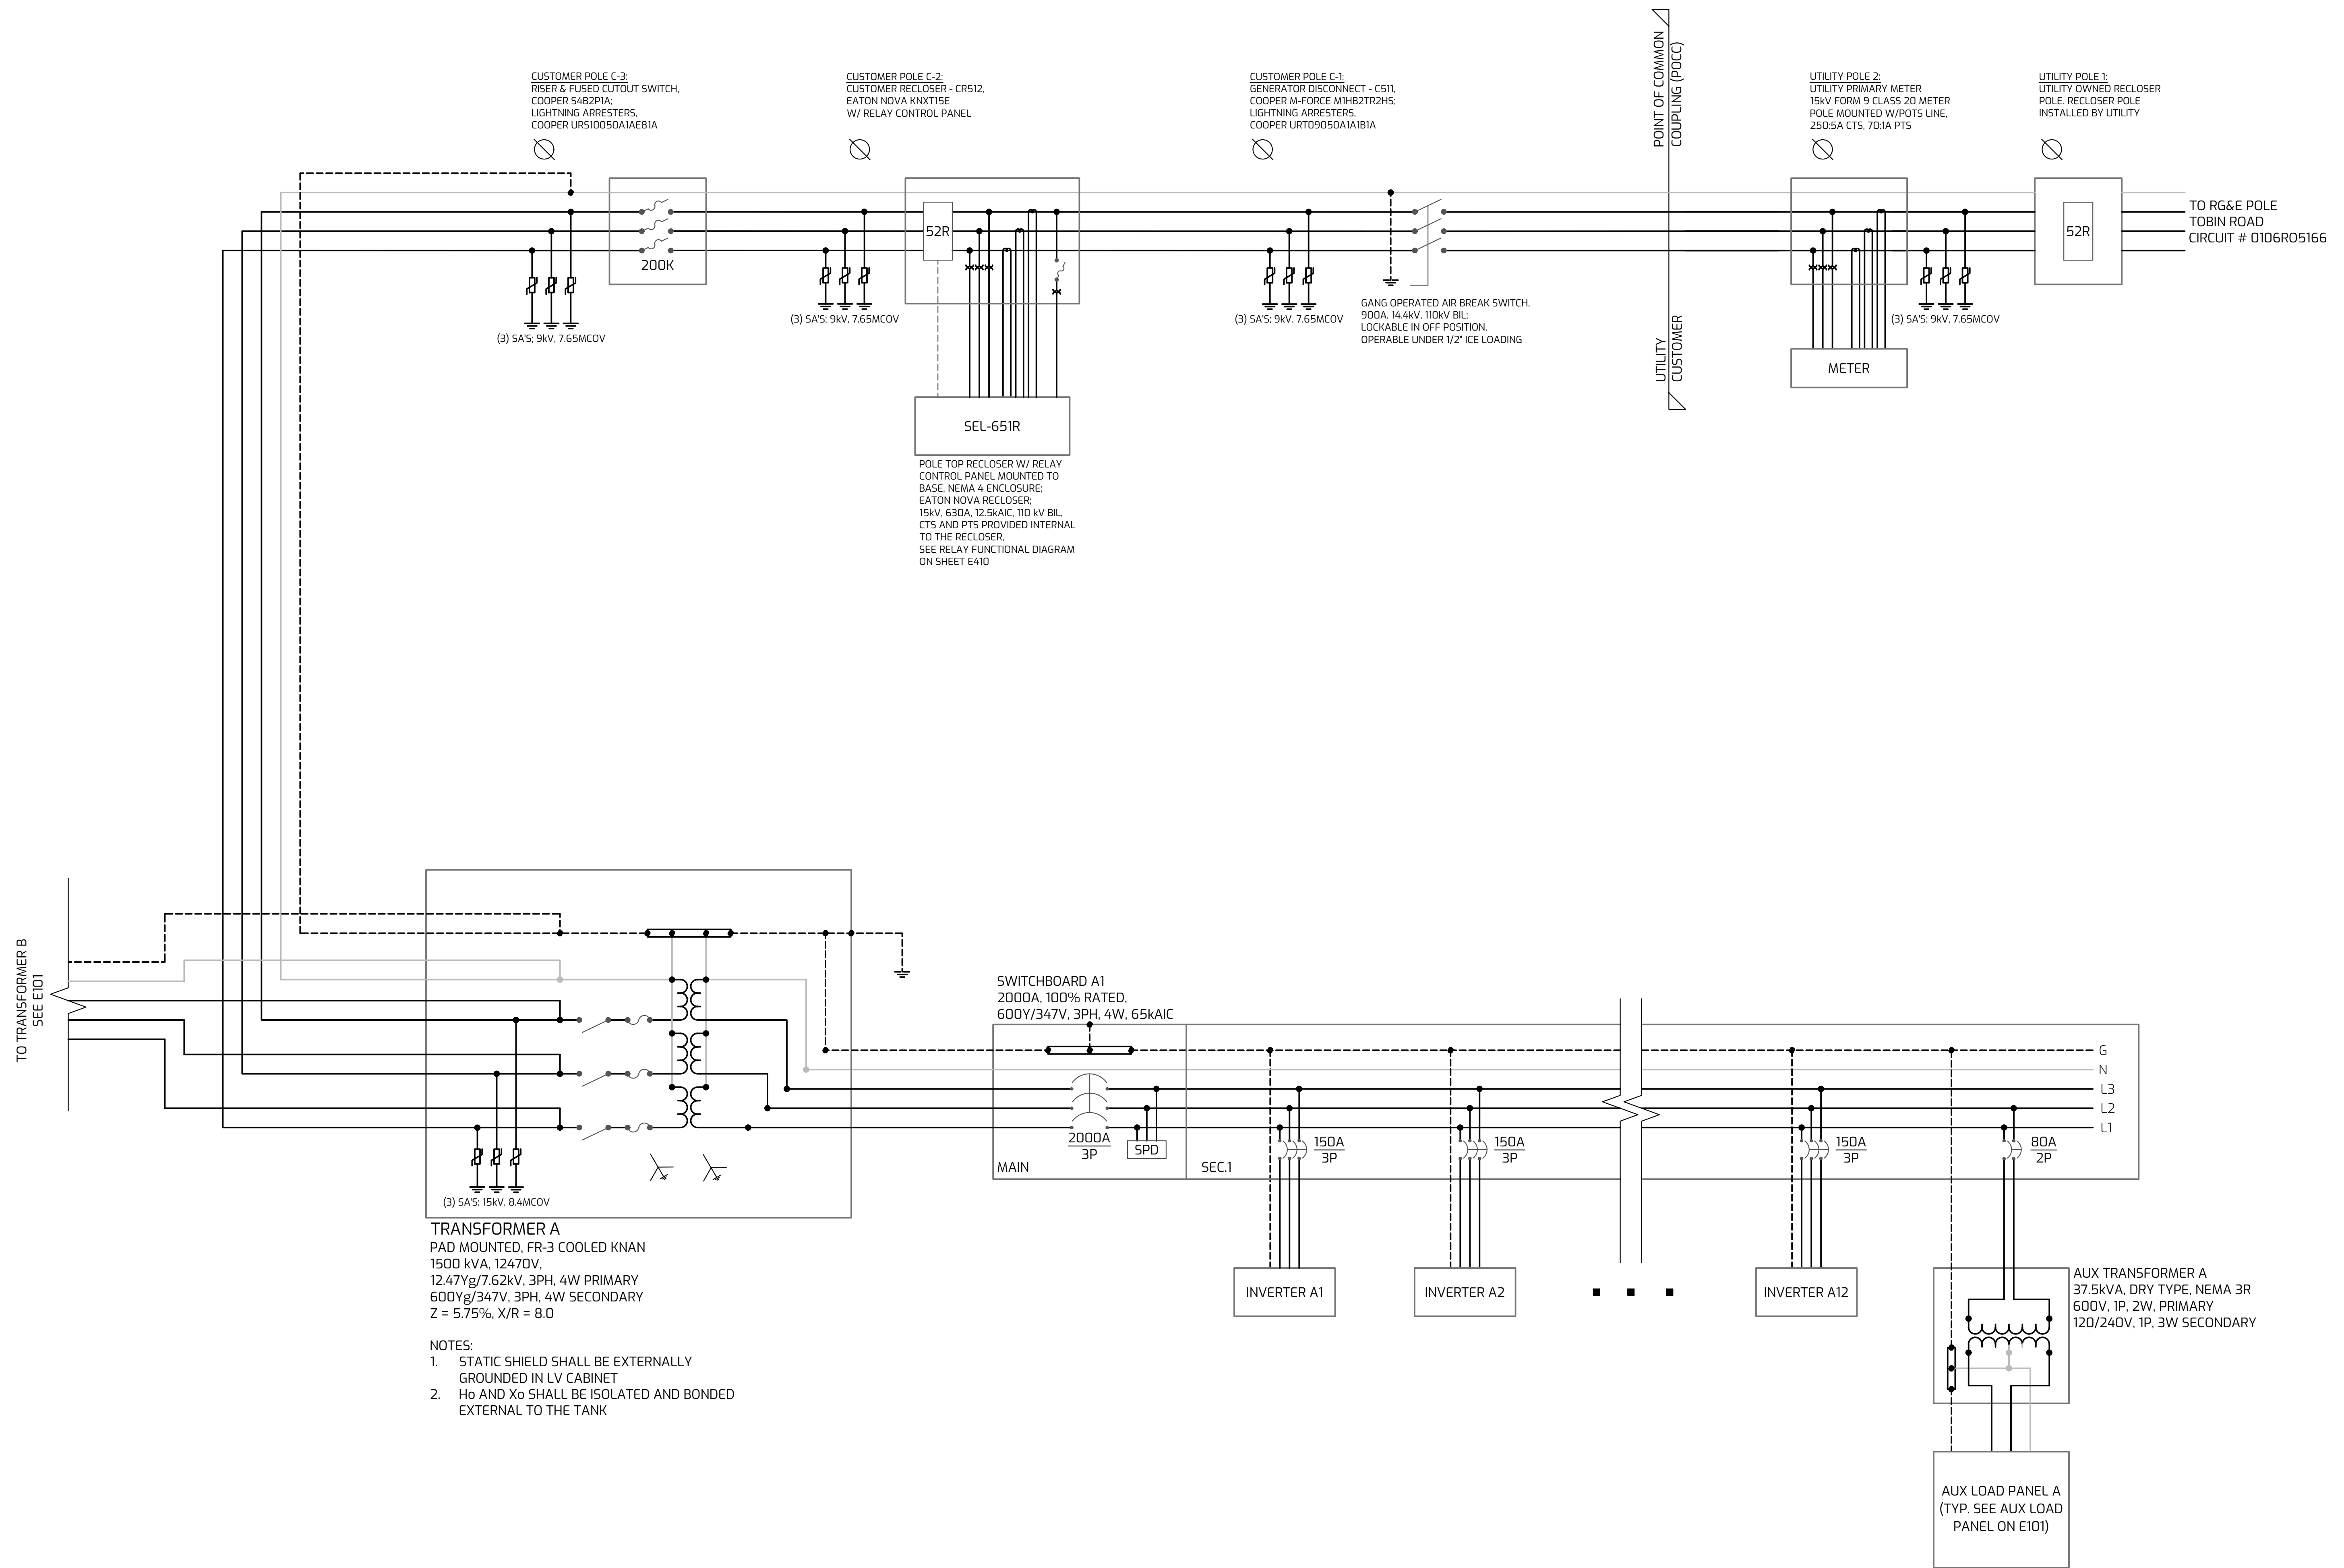 POINT OF COMMON
COUPLING (POCC)
CUSTOMER POLE C-3:
RISER & FUSED CUTOUT SWITCH,
COOPER S4B2P1A;
LIGHTNING ARRESTERS,
COOPER URS10050A1AEB1A
CUSTOMER POLE C-2:
CUSTOMER RECLOSER - CR512,
EATON NOVA KNXT15E
W/ RELAY CONTROL PANEL
CUSTOMER POLE C-1:
GENERATOR DISCONNECT - C511,
COOPER M-FORCE M1HB2TR2HS;
LIGHTNING ARRESTERS,
COOPER URT09050A1A1B1A
UTILITY POLE 2:
UTILITY PRIMARY METER
15kV FORM 9 CLASS 20 METER
POLE MOUNTED W/POTS LINE,
250:5A CTS, 70:1A PTS
UTILITY POLE 1:
UTILITY OWNED RECLOSER
POLE. RECLOSER POLE
INSTALLED BY UTILITY
200K
52R
52R
TO RG&E POLE
TOBIN ROAD
CIRCUIT # 0106RO5166
(3) SA'S; 9kV, 7.65MCOV
(3) SA'S; 9kV, 7.65MCOV
(3) SA'S; 9kV, 7.65MCOV
(3) SA'S; 9kV, 7.65MCOV
GANG OPERATED AIR BREAK SWITCH,
900A, 14.4kV, 110kV BIL;
LOCKABLE IN OFF POSITION,
OPERABLE UNDER 1/2" ICE LOADING
UTILITY
CUSTOMER
METER
SEL-651R
POLE TOP RECLOSER W/ RELAY
CONTROL PANEL MOUNTED TO
BASE, NEMA 4 ENCLOSURE;
EATON NOVA RECLOSER;
15kV, 630A, 12.5kAIC, 110 kV BIL,
CTS AND PTS PROVIDED INTERNAL
TO THE RECLOSER,
SEE RELAY FUNCTIONAL DIAGRAM
ON SHEET E410
TO TRANSFORMER B
SEE E101
(3) SA'S; 15kV, 8.4MCOV
TRANSFORMER A
PAD MOUNTED, FR-3 COOLED KNAN
1500 kVA, 12470V,
12.47Yg/7.62kV, 3PH, 4W PRIMARY
600Yg/347V, 3PH, 4W SECONDARY
Z = 5.75%, X/R = 8.0
NOTES:
1. STATIC SHIELD SHALL BE EXTERNALLY
GROUNDED IN LV CABINET
2. Ho AND Xo SHALL BE ISOLATED AND BONDED
EXTERNAL TO THE TANK
SWITCHBOARD A1
2000A, 100% RATED,
600Y/347V, 3PH, 4W, 65kAIC
G
N
L3
L2
L1
2000A
3P
SPD
MAIN
SEC.1
150A
3P
150A
3P
150A
3P
80A
2P
INVERTER A1
INVERTER A2
INVERTER A12
AUX TRANSFORMER A
37.5kVA, DRY TYPE, NEMA 3R
600V, 1P, 2W, PRIMARY
120/240V, 1P, 3W SECONDARY
AUX LOAD PANEL A
(TYP. SEE AUX LOAD
PANEL ON E101)